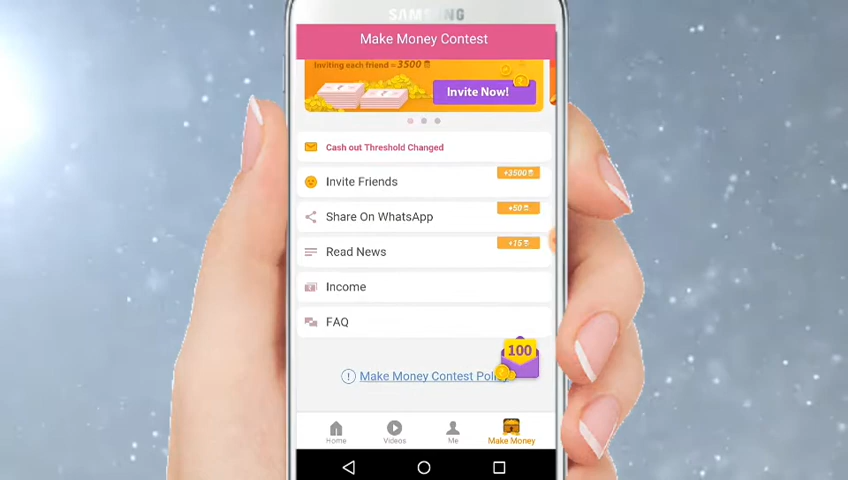 SAMSUNG
Make Money Contest
Inviting each friend = 3500
Invite Now!
Cash out Threshold Changed
Invite Friends
+3500
Share On WhatsApp
+50
Read News
+15
Income
FAQ
100
Make Money Contest Policy
Home
Videos
Me
Make Money